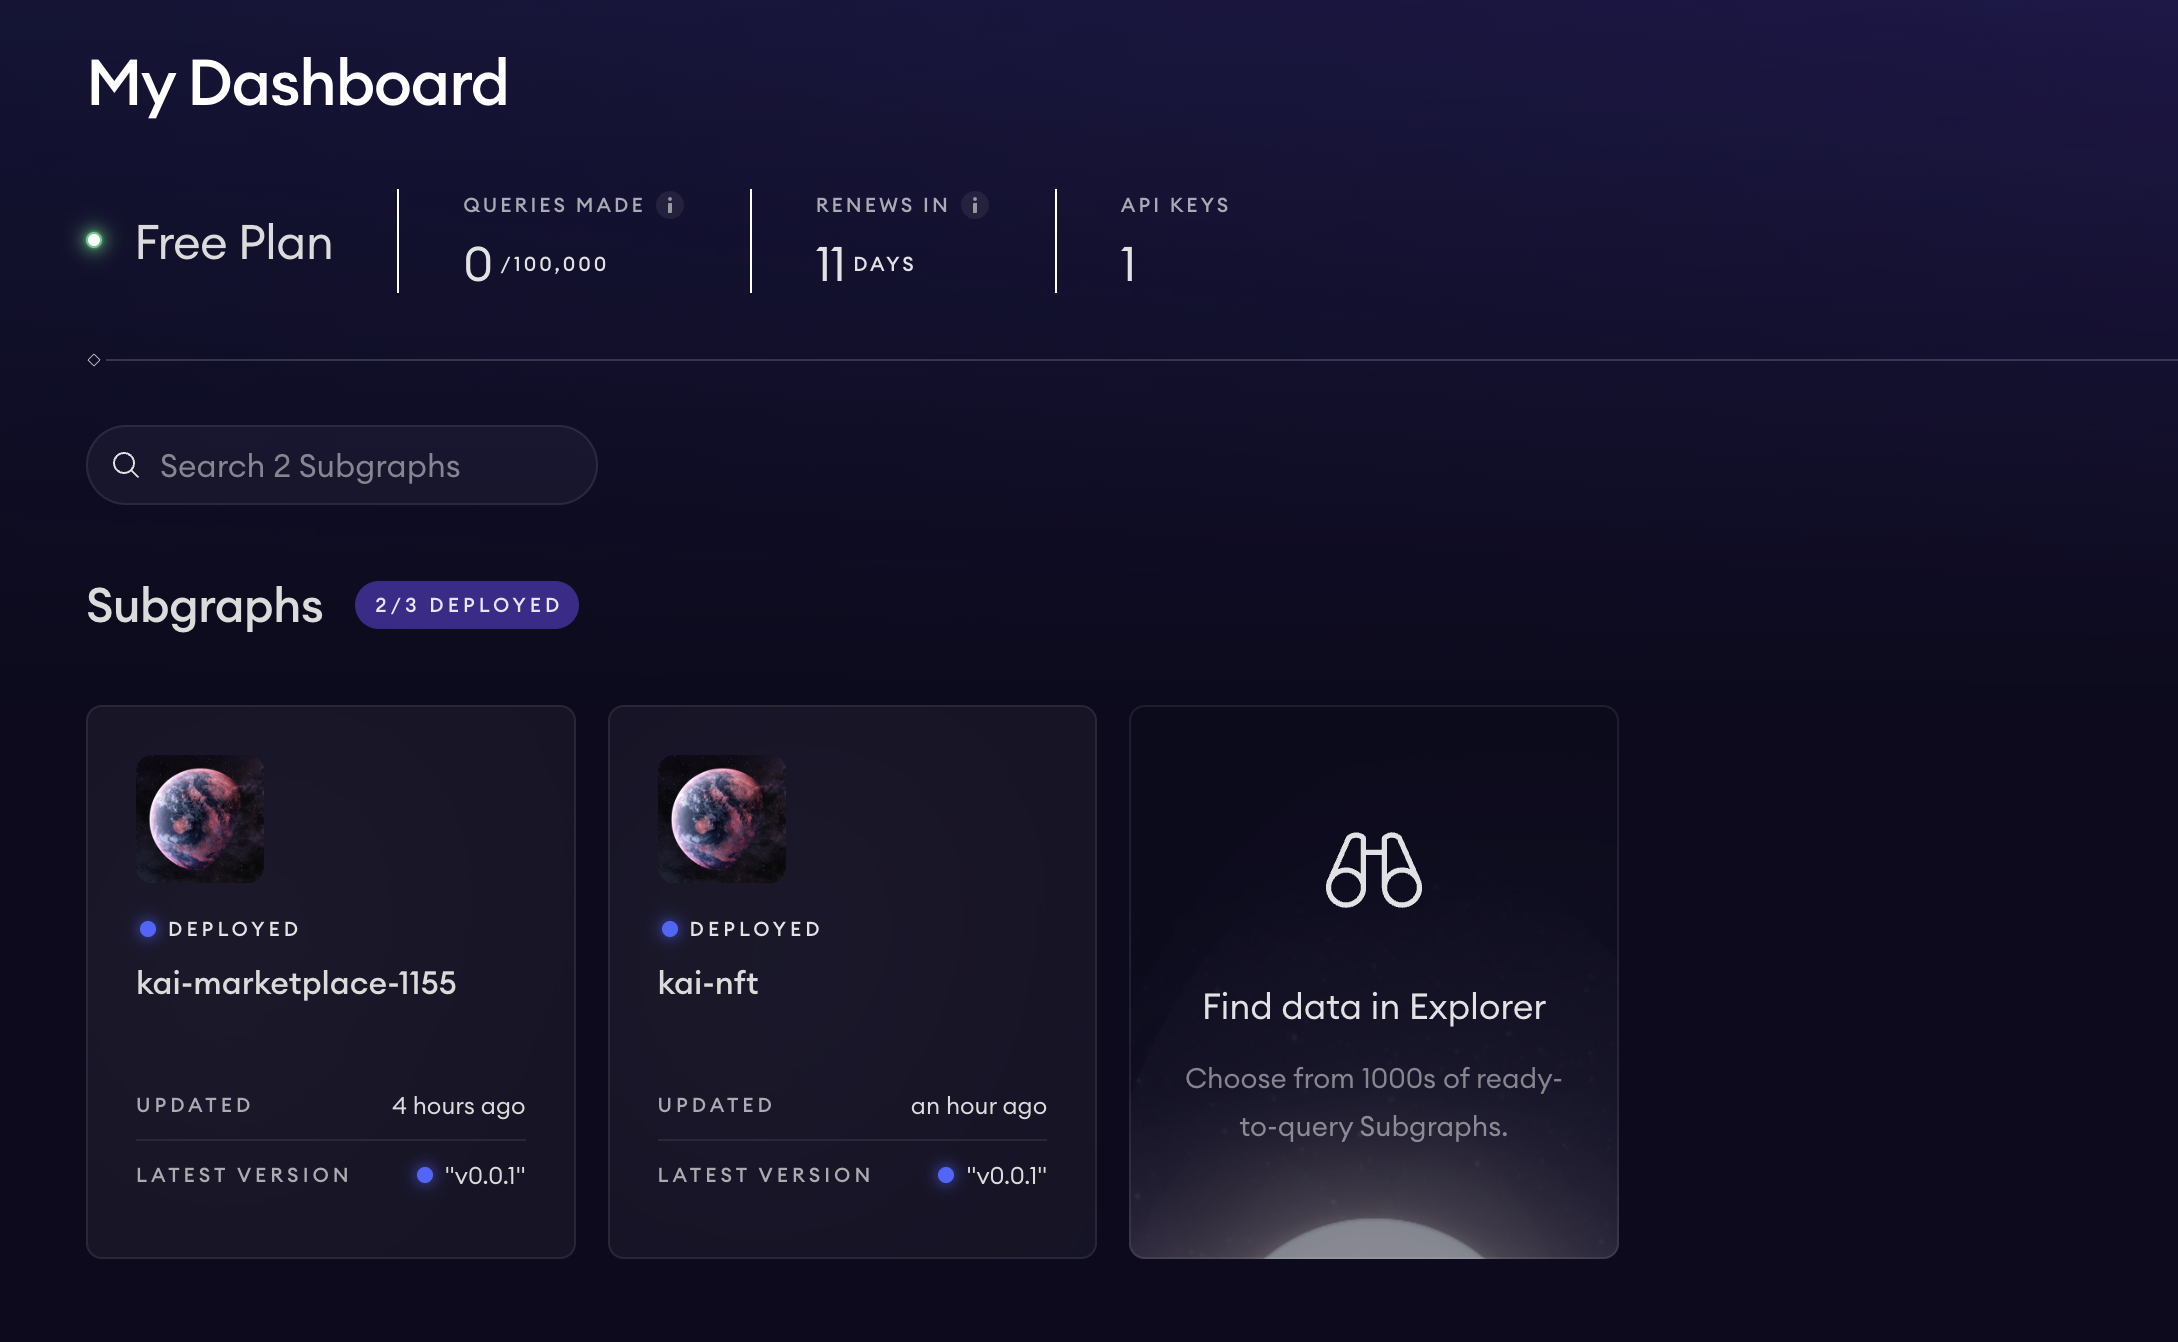 My Dashboard
Free Plan
QUERIES MADE i
0 /100,000
RENEWS IN i
11 DAYS
API KEYS
1
Search 2 Subgraphs
Subgraphs 2/3 DEPLOYED
DEPLOYED
kai-marketplace-1155
UPDATED 4 hours ago
LATEST VERSION "v0.0.1"
DEPLOYED
kai-nft
UPDATED an hour ago
LATEST VERSION "v0.0.1"
Find data in Explorer
Choose from 1000s of ready-
to-query Subgraphs.